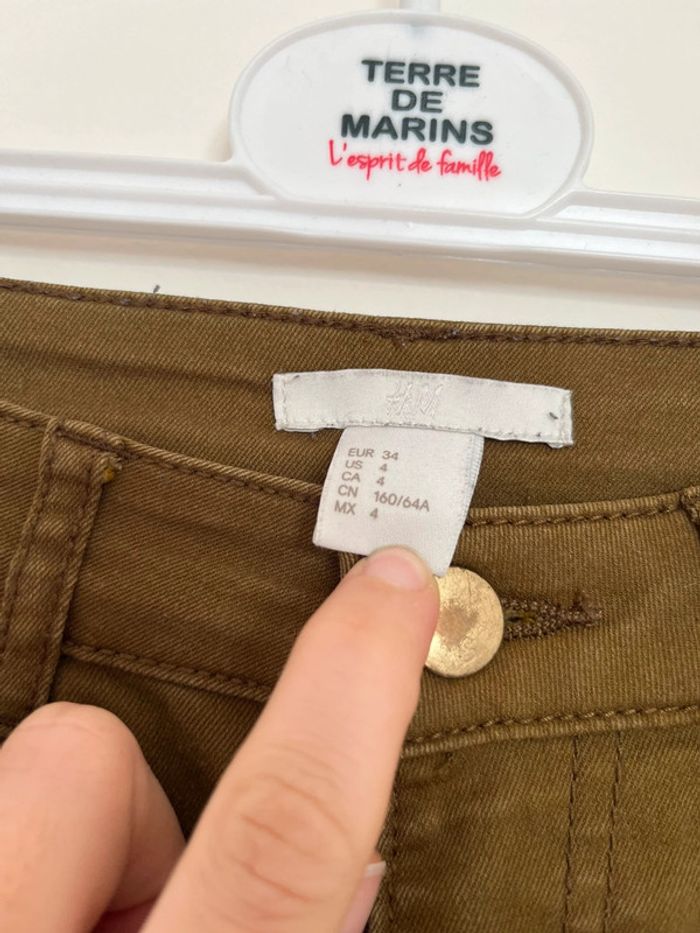 TERRE
DE
MARINS
L'esprit de famille
H&M
EUR 34
US 4
CA 4
CN 160/64A
MX 4